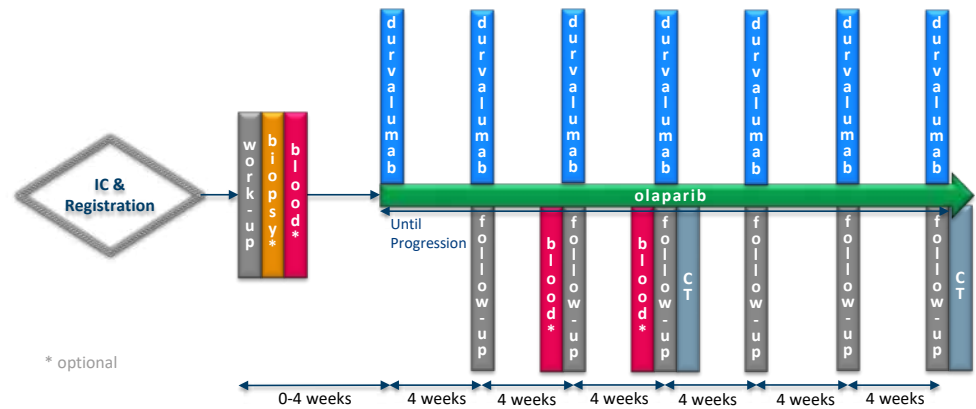 IC &
Registration
work-up
biopsy*
blood*
durvalumab
durvalumab
durvalumab
durvalumab
durvalumab
durvalumab
durvalumab
olaparib
Until
Progression
follow-up
blood*
follow-up
blood*
follow-up
CT
follow-up
follow-up
follow-up
CT
* optional
0-4 weeks
4 weeks
4 weeks
4 weeks
4 weeks
4 weeks
4 weeks